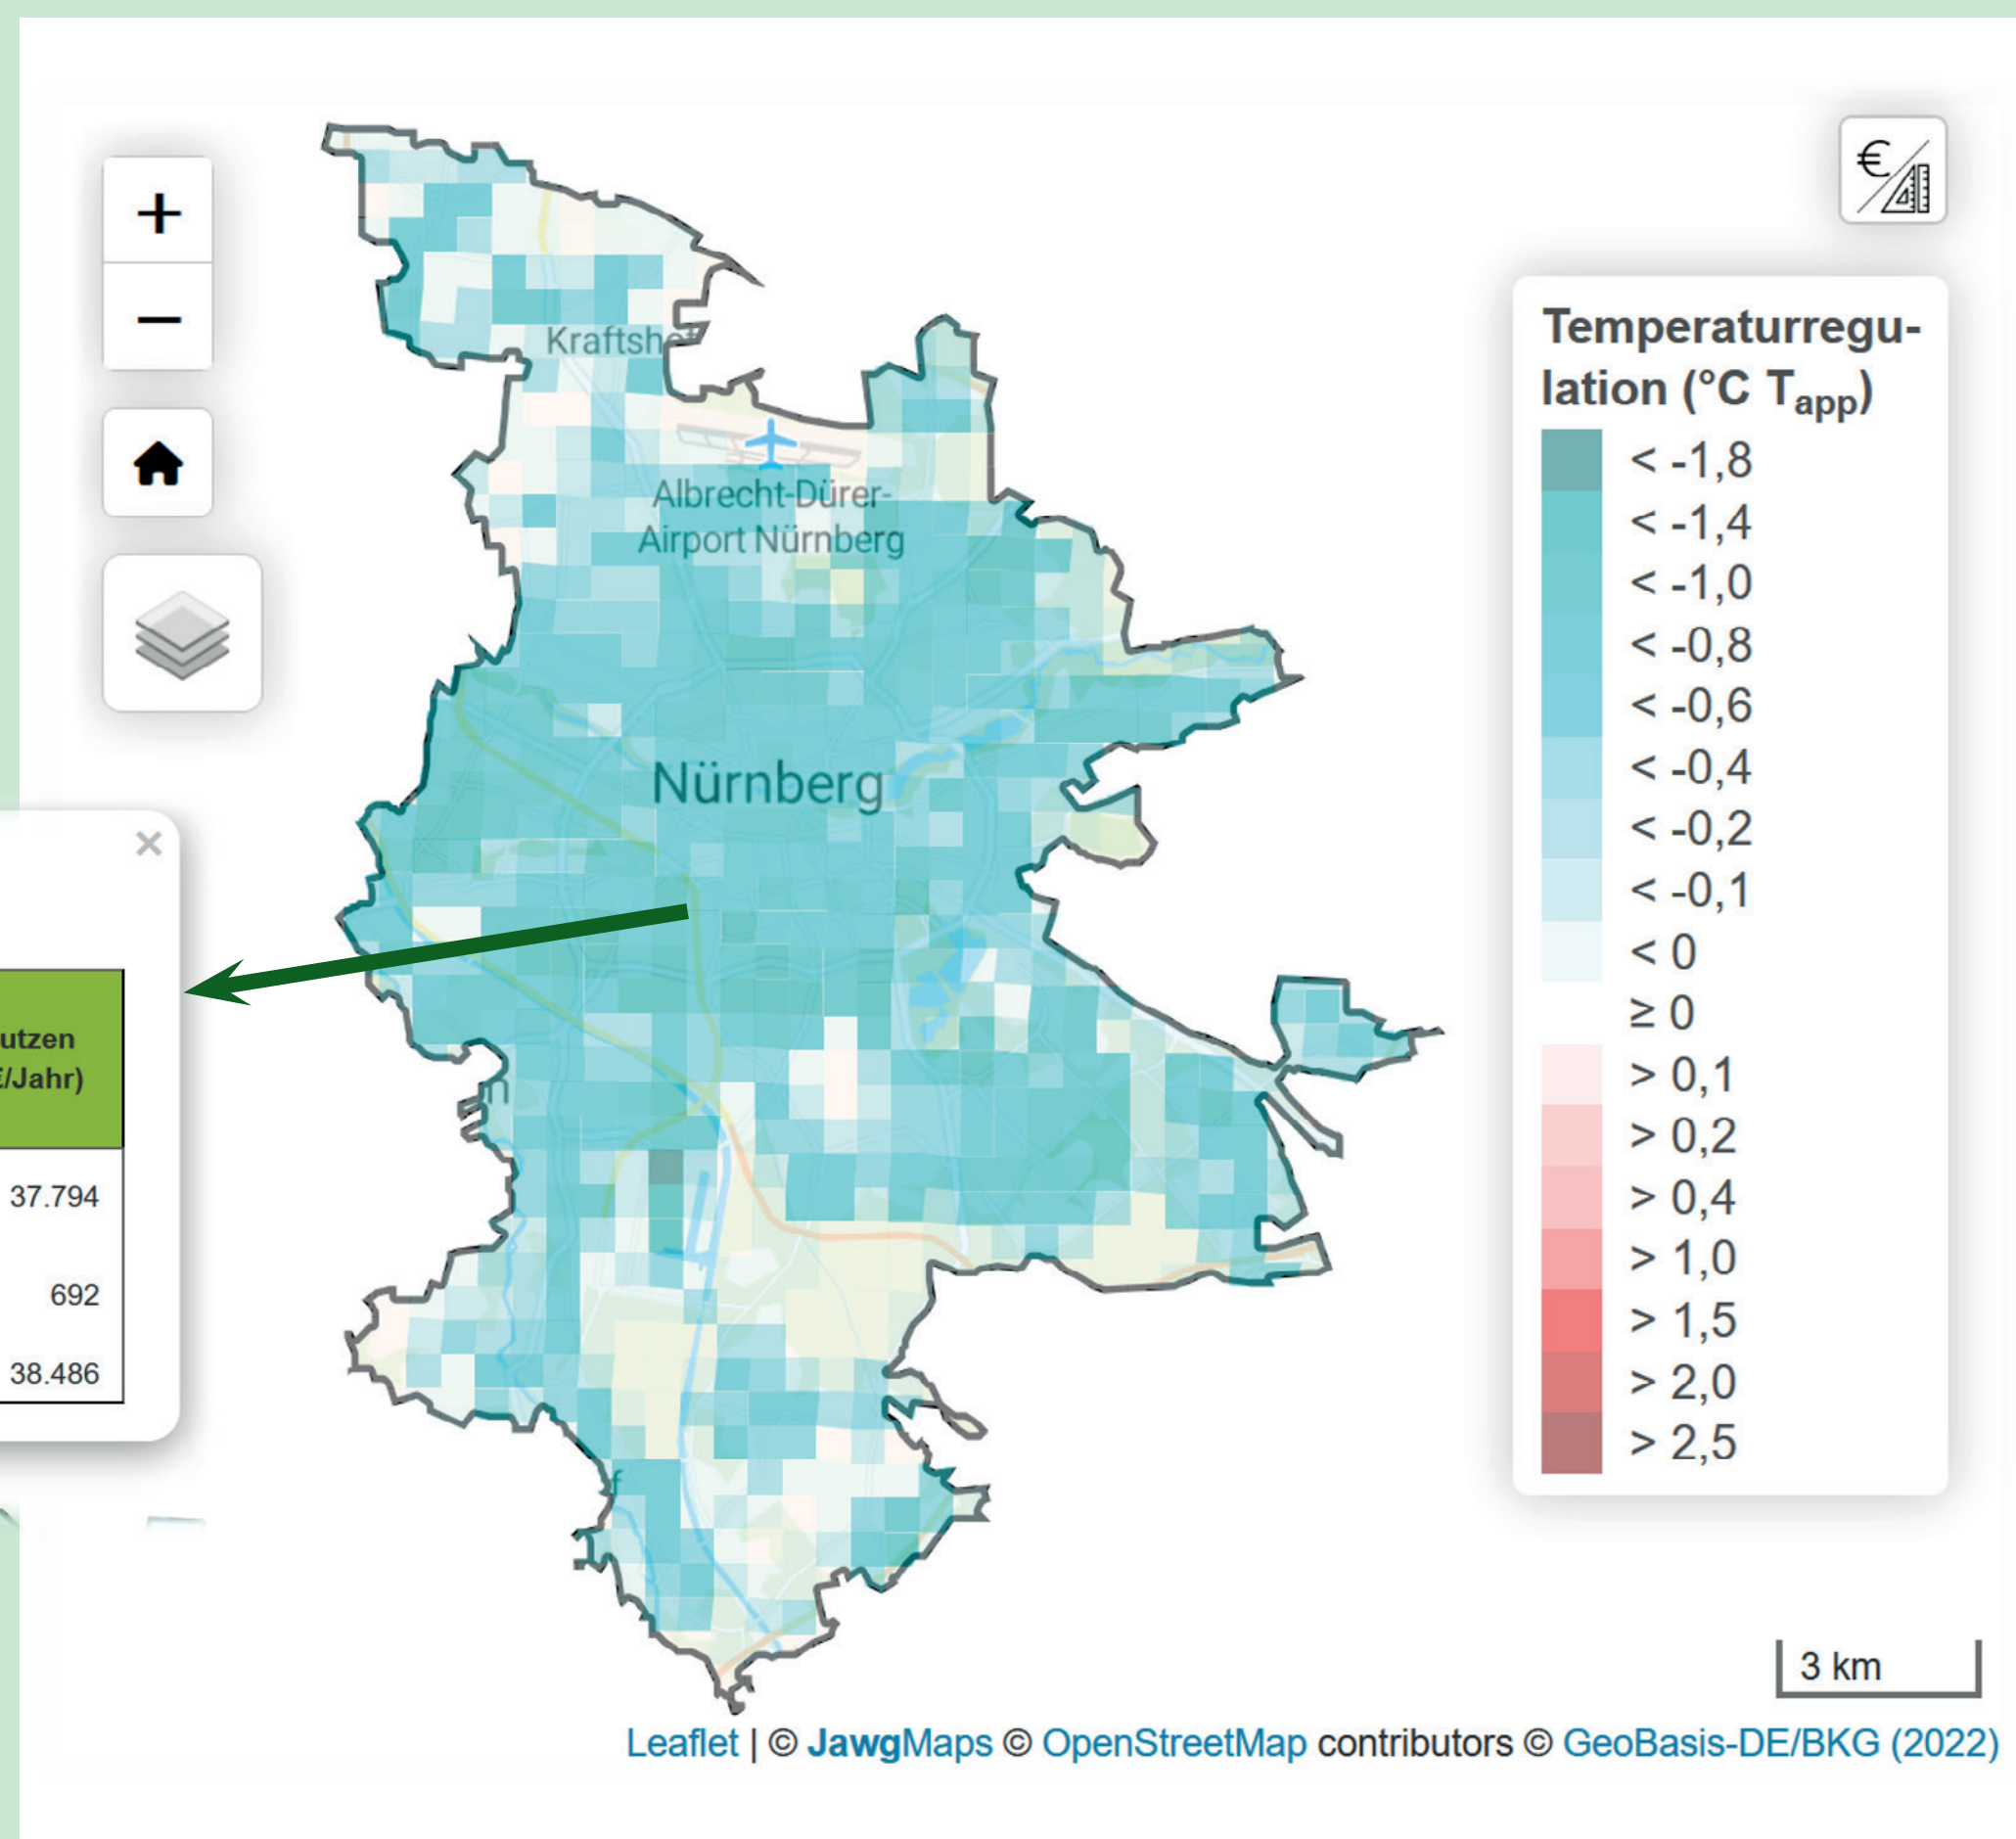 +
−
€
Temperaturregu-
lation (°C Tapp)
< -1,8
< -1,4
< -1,0
< -0,8
< -0,6
< -0,4
< -0,2
< -0,1
< 0
≥ 0
> 0,1
> 0,2
> 0,4
> 1,0
> 1,5
> 2,0
> 2,5
Albrecht-Dürer-
Airport Nürnberg
Nürnberg
×
utzen
/Jahr)
37.794
692
38.486
3 km
Leaflet | © JawgMaps © OpenStreetMap contributors © GeoBasis-DE/BKG (2022)